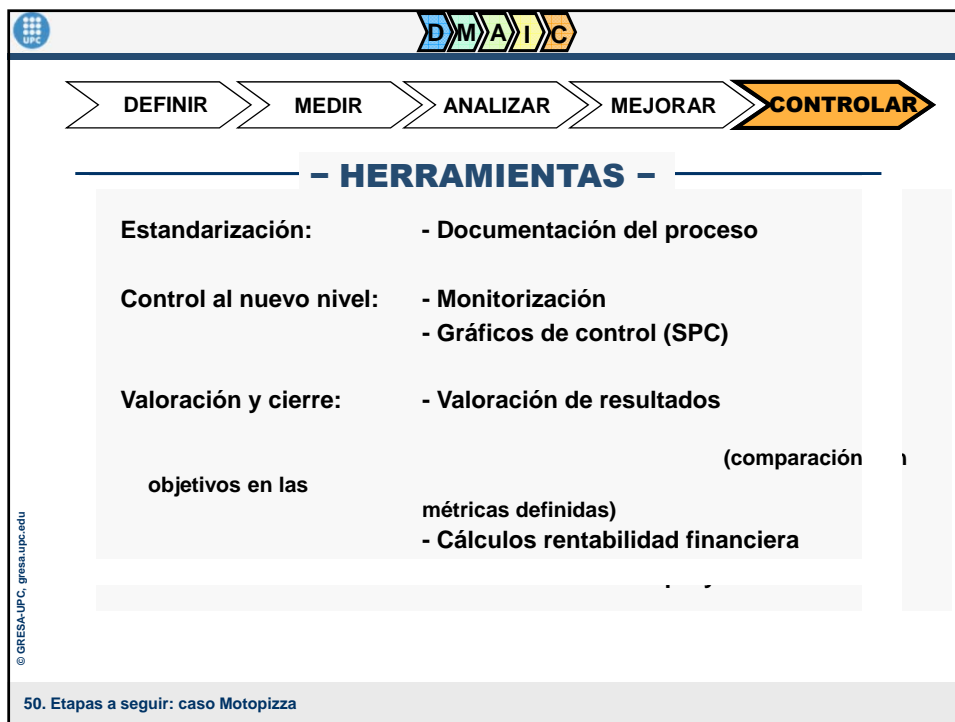 UPC
D M A I C
DEFINIR MEDIR ANALIZAR MEJORAR CONTROLAR
– HERRAMIENTAS –
Estandarización: - Documentación del proceso
Control al nuevo nivel: - Monitorización
- Gráficos de control (SPC)
Valoración y cierre: - Valoración de resultados
(comparación
objetivos en las
métricas definidas)
- Cálculos rentabilidad financiera
© GRESA-UPC, gresa.upc.edu
50. Etapas a seguir: caso Motopizza